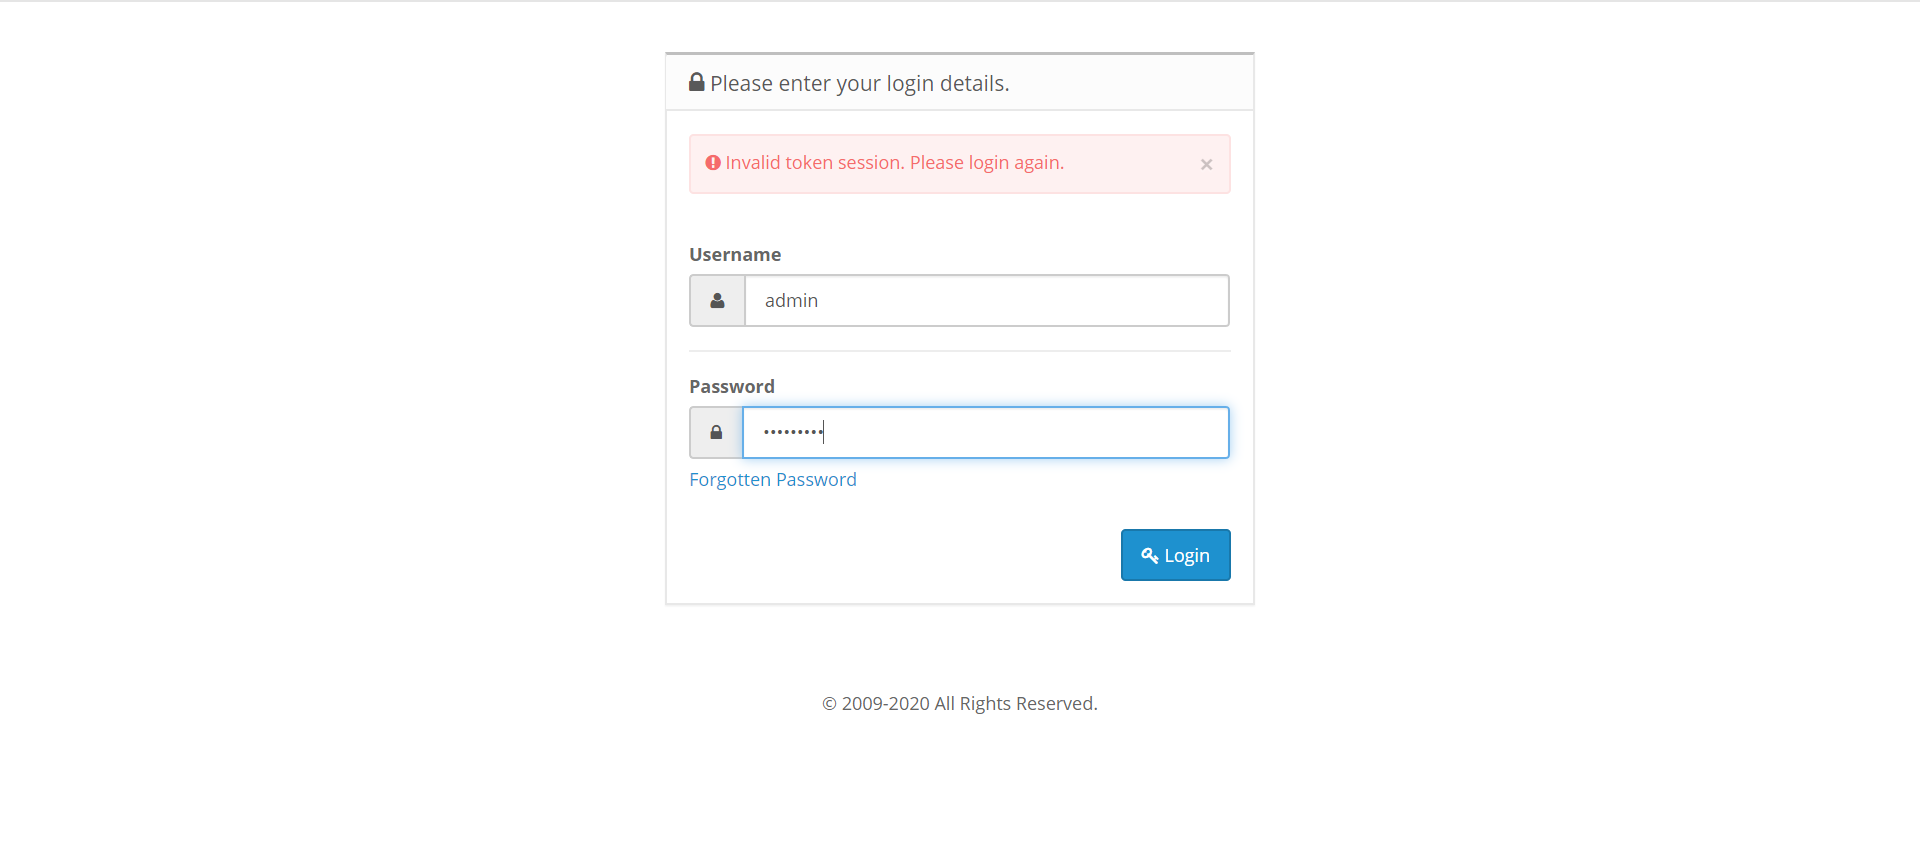 Please enter your login details.
Invalid token session. Please login again. ×
Username
admin
Password
•••••••••
Forgotten Password
Login
© 2009-2020 All Rights Reserved.